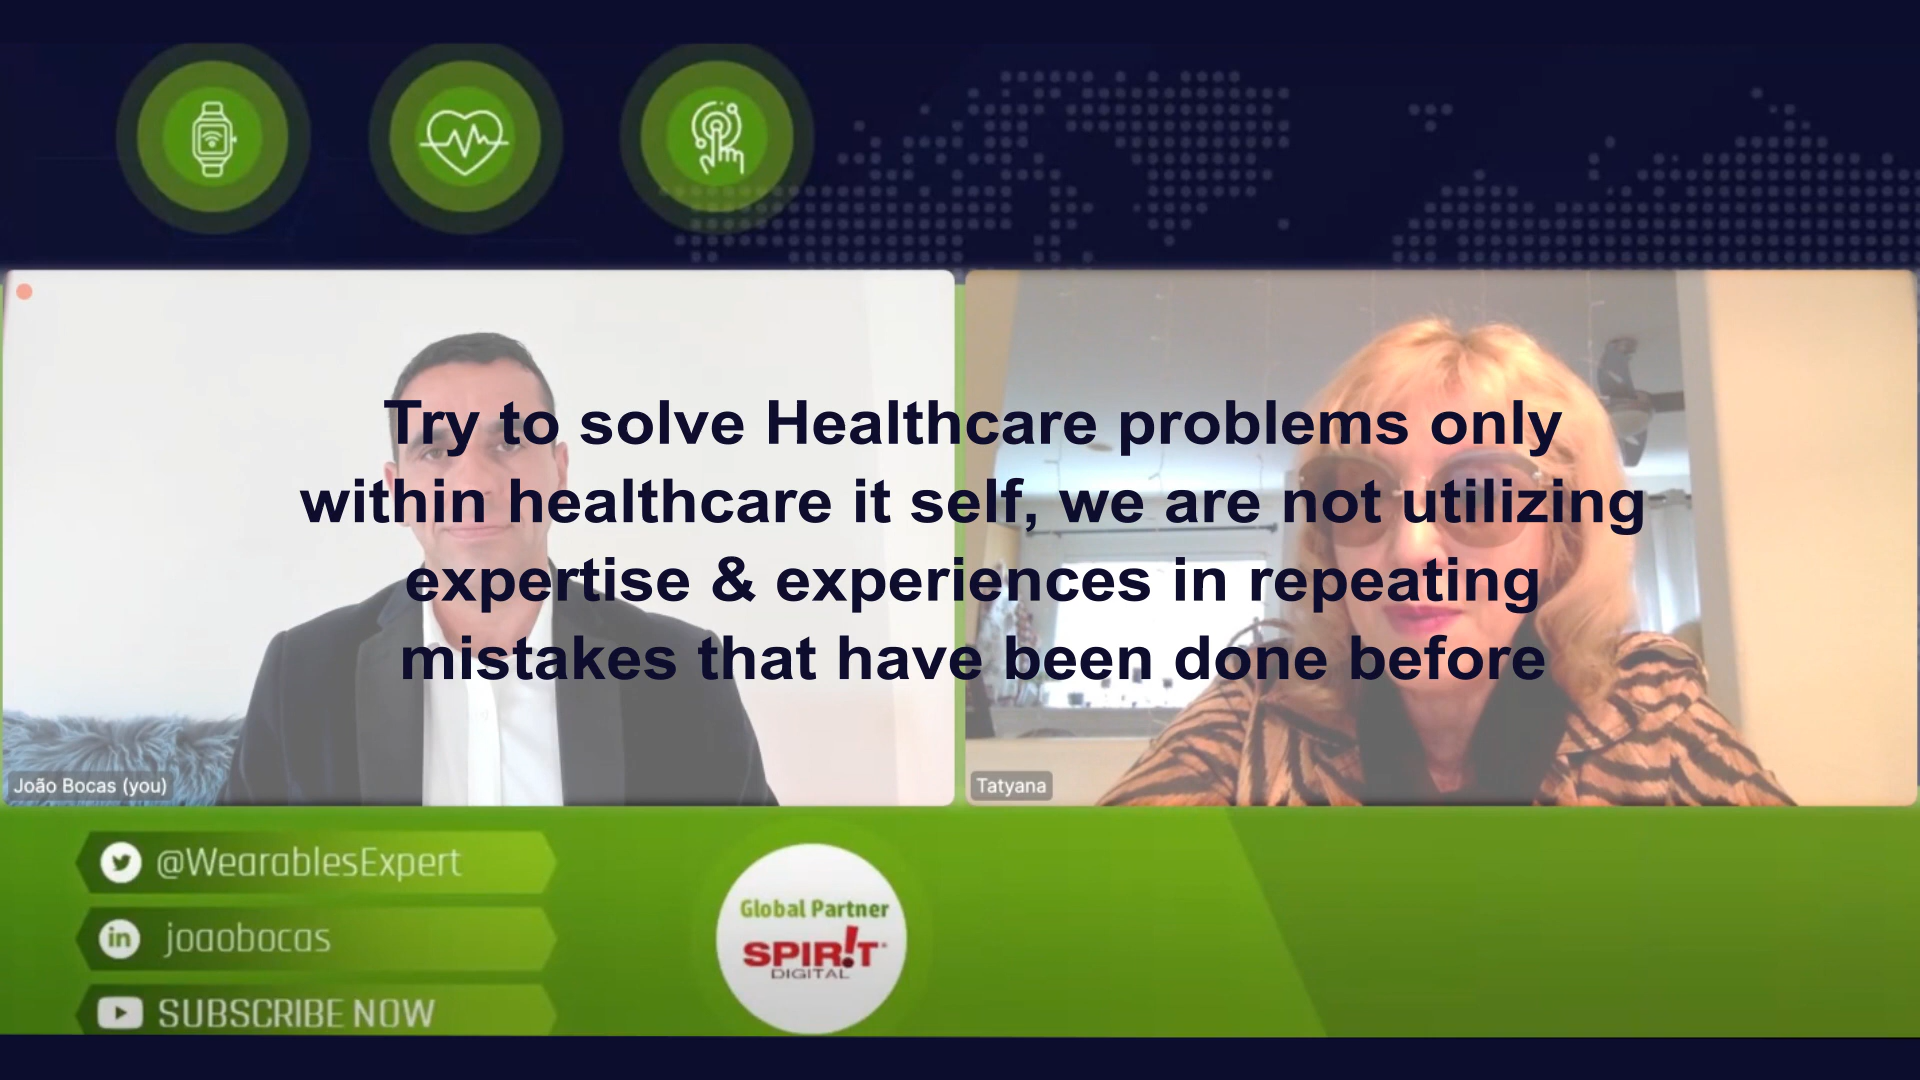 Try to solve Healthcare problems only
within healthcare it self, we are not utilizing
expertise & experiences in repeating
mistakes that have been done before
João Bocas (you)
Tatyana
@WearablesExpert
joaobocas
SUBSCRIBE NOW
Global Partner
SPIR!T
DIGITAL